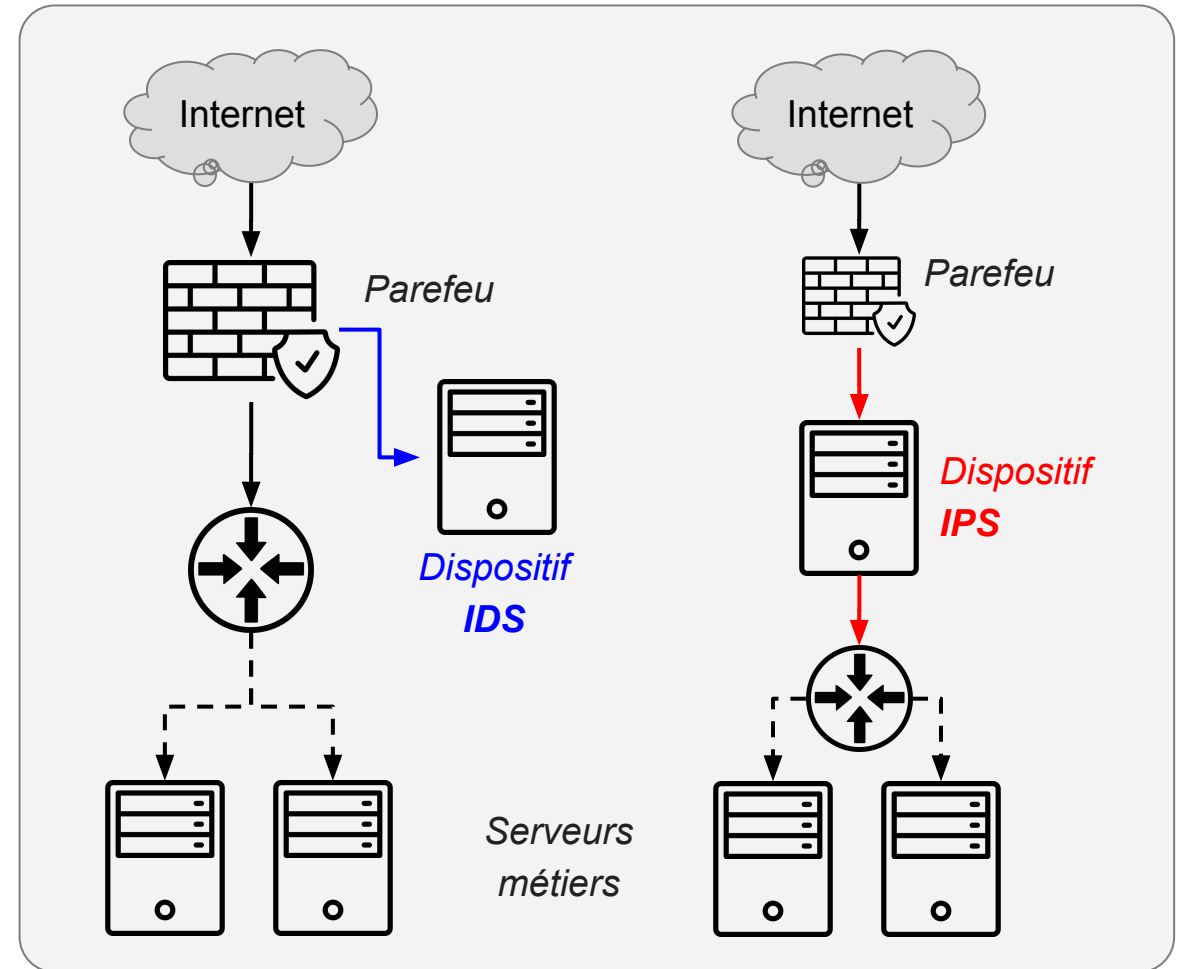 Internet
Internet
Parefeu
Parefeu
Dispositif
IPS
Dispositif
IDS
Serveurs
métiers